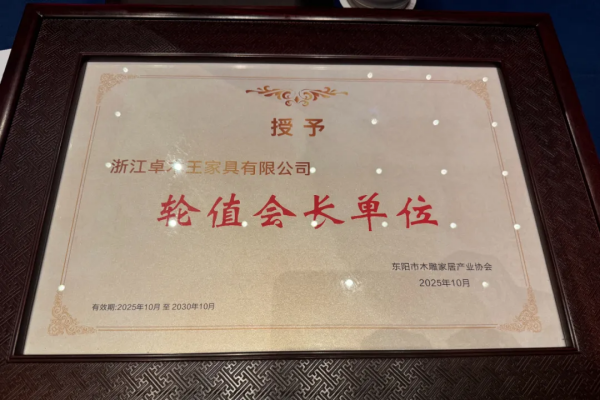 授予
浙江卓木王家具有限公司
轮值会长单位
东阳市木雕家居产业协会
2025年10月
有效期:2025年10月 至 2030年10月